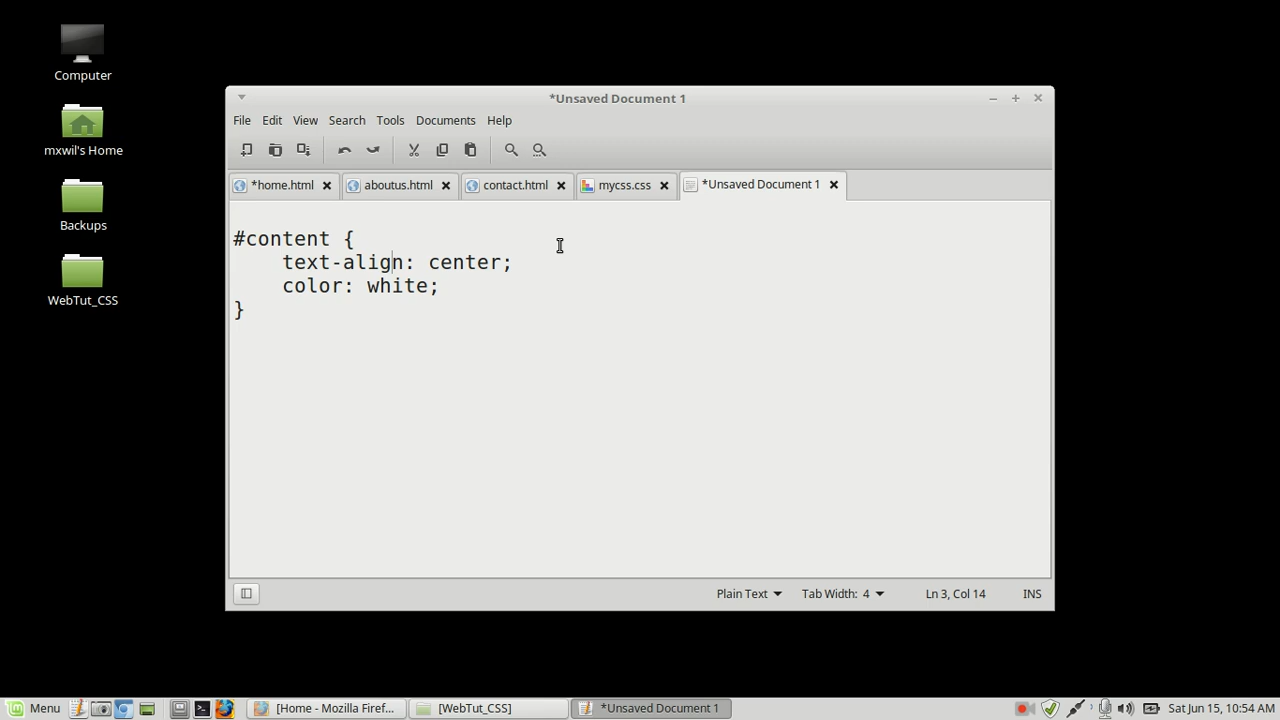 Computer
mxwil's Home
Backups
WebTut_CSS
*Unsaved Document 1
File Edit View Search Tools Documents Help
*home.html aboutus.html contact.html mycss.css *Unsaved Document 1
#content {
text-align: center;
color: white;
}
Plain Text Tab Width: 4 Ln 3, Col 14 INS
Menu [Home - Mozilla Firef... [WebTut_CSS] *Unsaved Document 1 Sat Jun 15, 10:54 AM